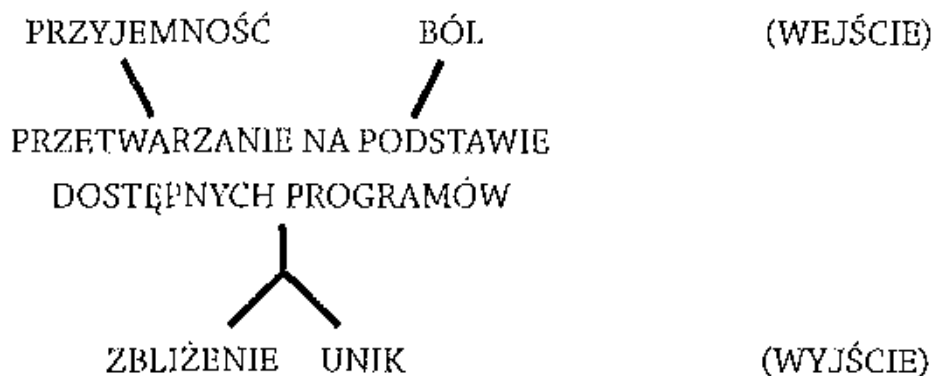 PRZYJEMNOŚĆ BÓL (WEJŚCIE)
PRZETWARZANIE NA PODSTAWIE
DOSTĘPNYCH PROGRAMÓW
ZBLIŻENIE UNIK (WYJŚCIE)